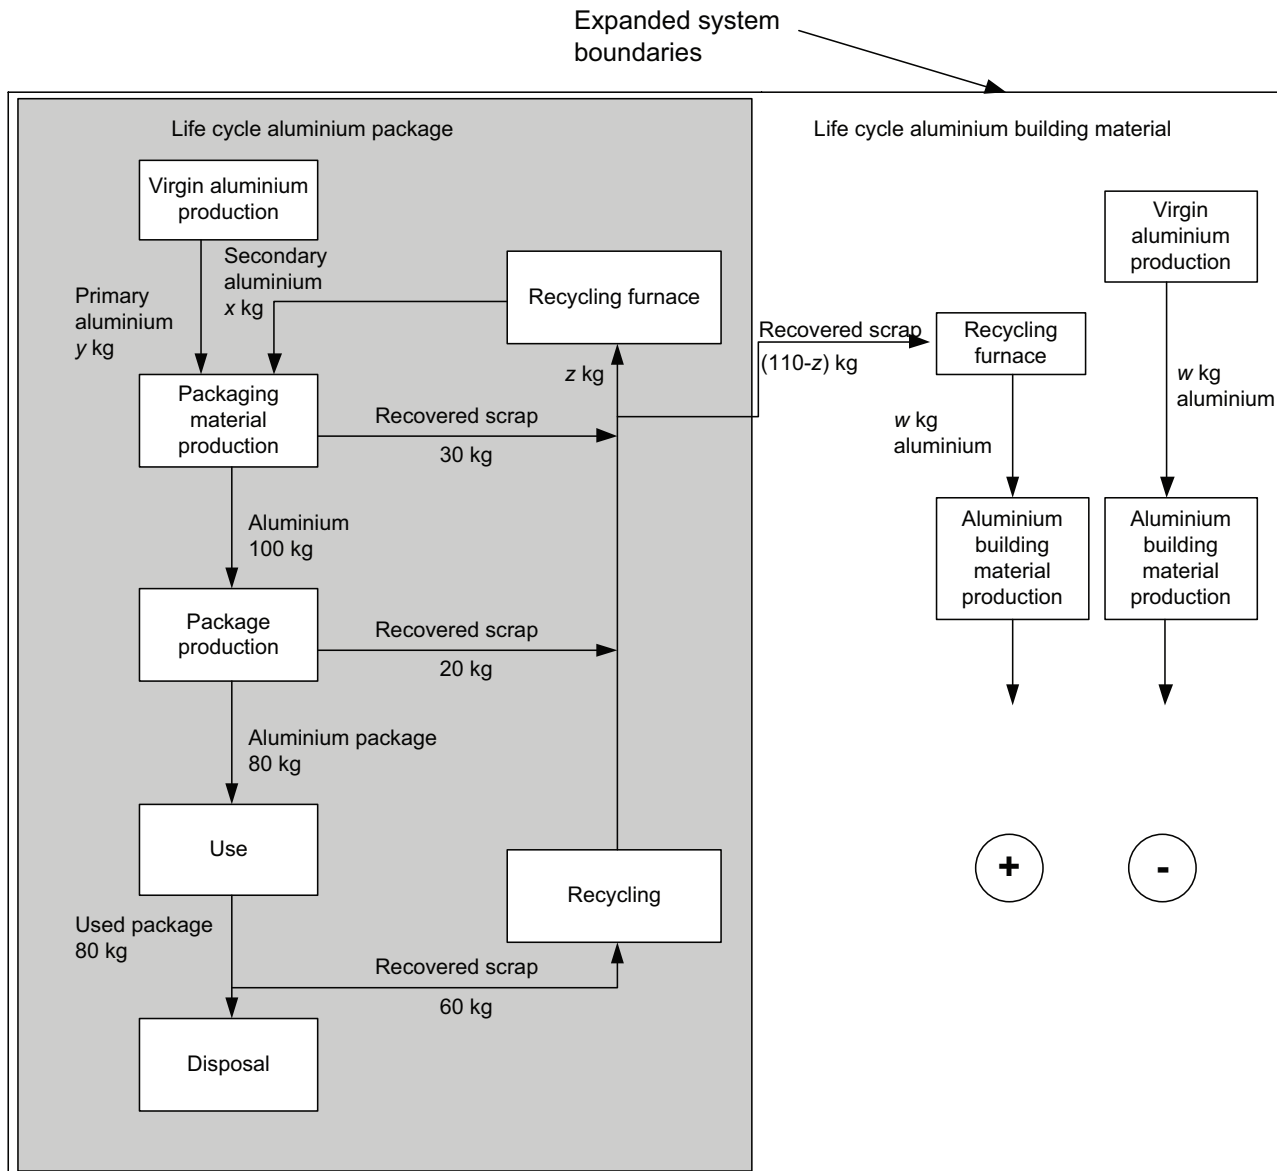 Expanded system
boundaries
Life cycle aluminium package
Life cycle aluminium building material
Virgin aluminium
production
Secondary
aluminium
x kg
Primary
aluminium
y kg
Recycling furnace
z kg
Packaging
material
production
Recovered scrap
30 kg
Aluminium
100 kg
Package
production
Recovered scrap
20 kg
Aluminium package
80 kg
Use
Used package
80 kg
Recycling
Recovered scrap
60 kg
Disposal
Recovered scrap
(110-z) kg
Recycling
furnace
w kg
aluminium
Aluminium
building
material
production
+
Virgin
aluminium
production
w kg
aluminium
Aluminium
building
material
production
-